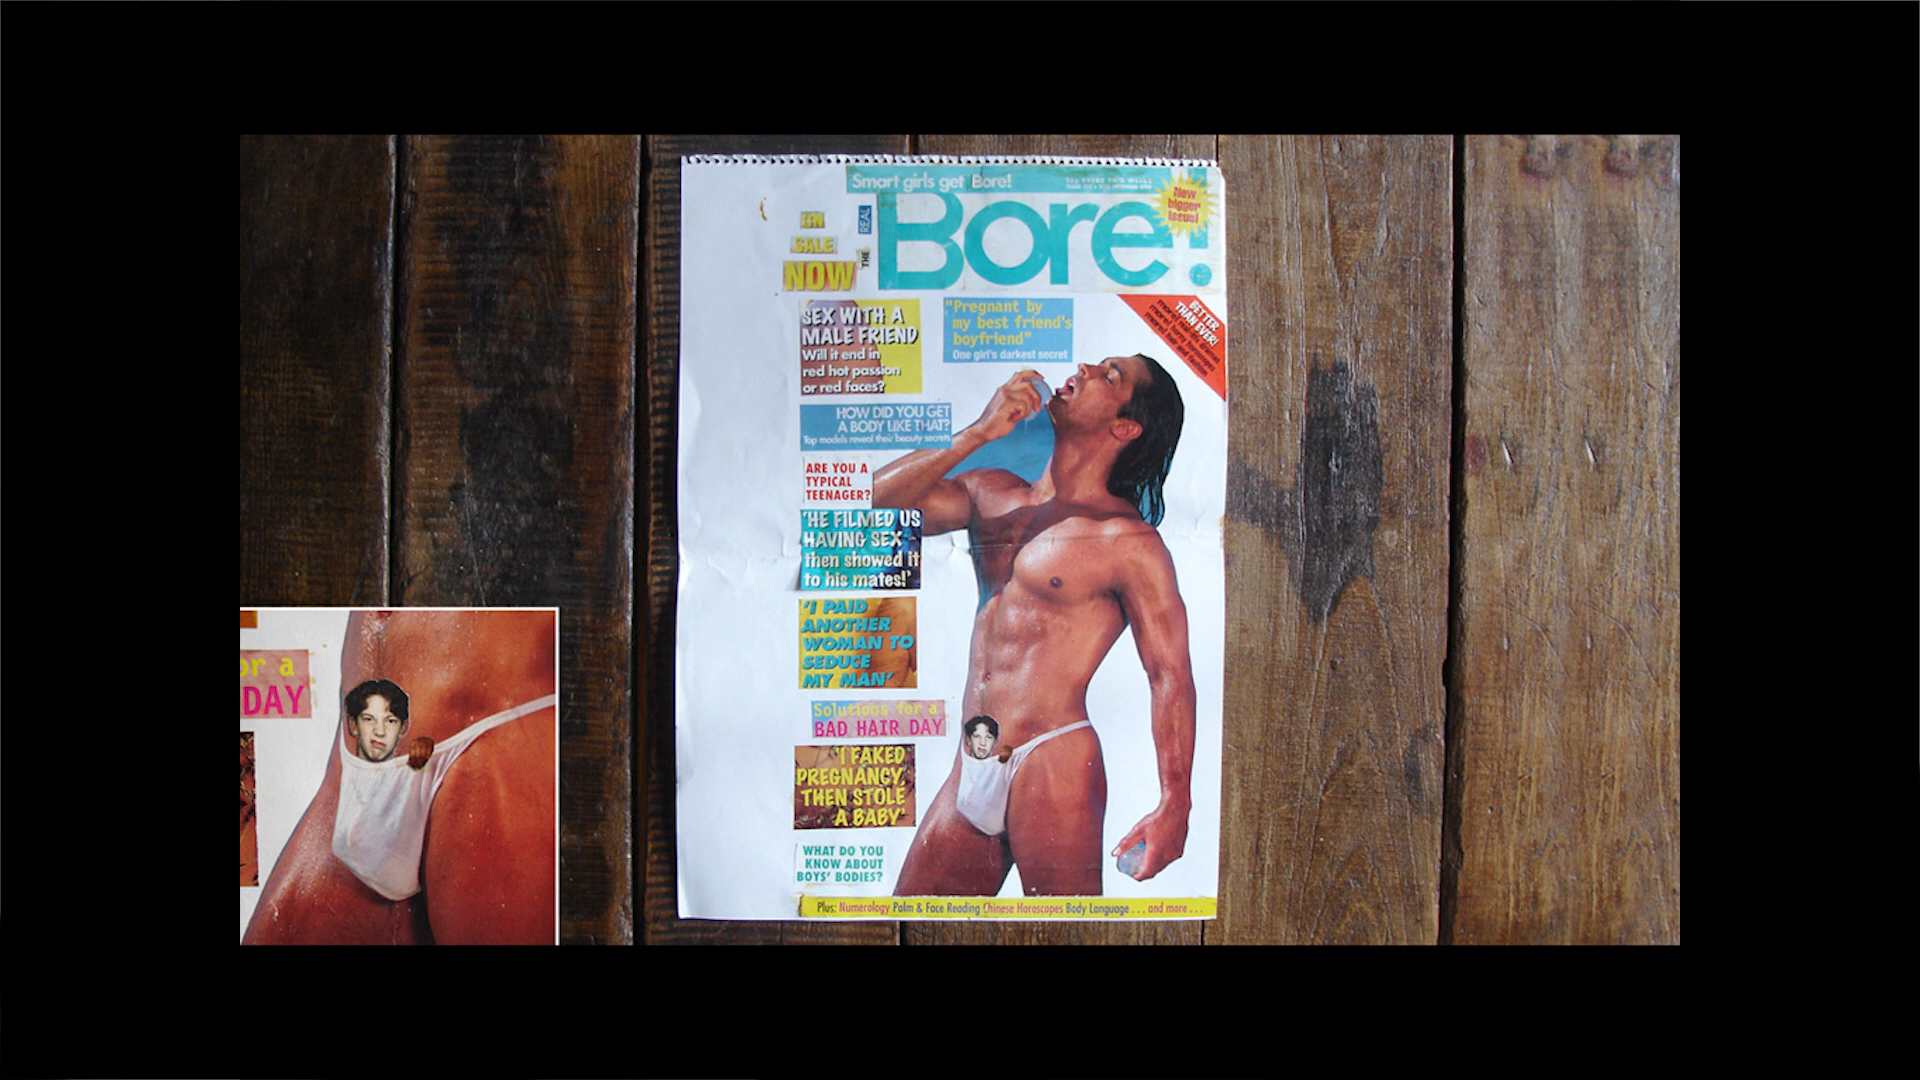 Smart girls get Bore!
New
bigger
issue!
ON
SALE
NOW
THE
REAL
Bore!
BETTER
THAN EVER!
SEX WITH A
MALE FRIEND
Will it end in
red hot passion
or red faces?
"Pregnant by
my best friend's
boyfriend"
One girl's darkest secret
HOW DID YOU GET
A BODY LIKE THAT?
Top models reveal their beauty secrets
ARE YOU A
TYPICAL
TEENAGER?
'HE FILMED US
HAVING SEX -
then showed it
to his mates!'
'I PAID
ANOTHER
WOMAN TO
SEDUCE
MY MAN'
Solutions for a
BAD HAIR DAY
'I FAKED
PREGNANCY,
THEN STOLE
A BABY'
WHAT DO YOU
KNOW ABOUT
BOYS' BODIES?
Plus: Numerology Palm & Face Reading Chinese Horoscopes Body Language ... and more ...
or a
DAY